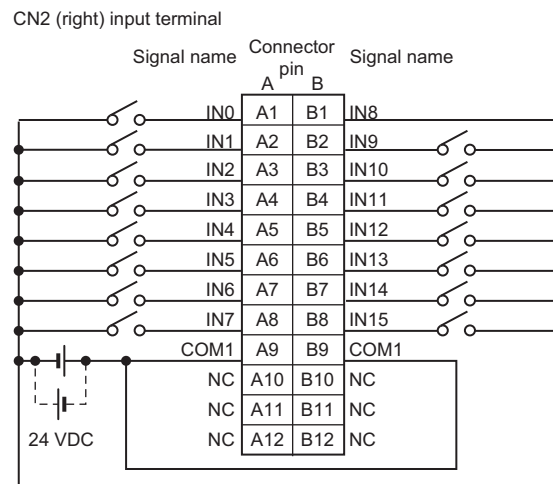 CN2 (right) input terminal
Signal name Connector pin Signal name
A B
IN0 A1 B1 IN8
IN1 A2 B2 IN9
IN2 A3 B3 IN10
IN3 A4 B4 IN11
IN4 A5 B5 IN12
IN5 A6 B6 IN13
IN6 A7 B7 IN14
IN7 A8 B8 IN15
COM1 A9 B9 COM1
NC A10 B10 NC
NC A11 B11 NC
24 VDC NC A12 B12 NC